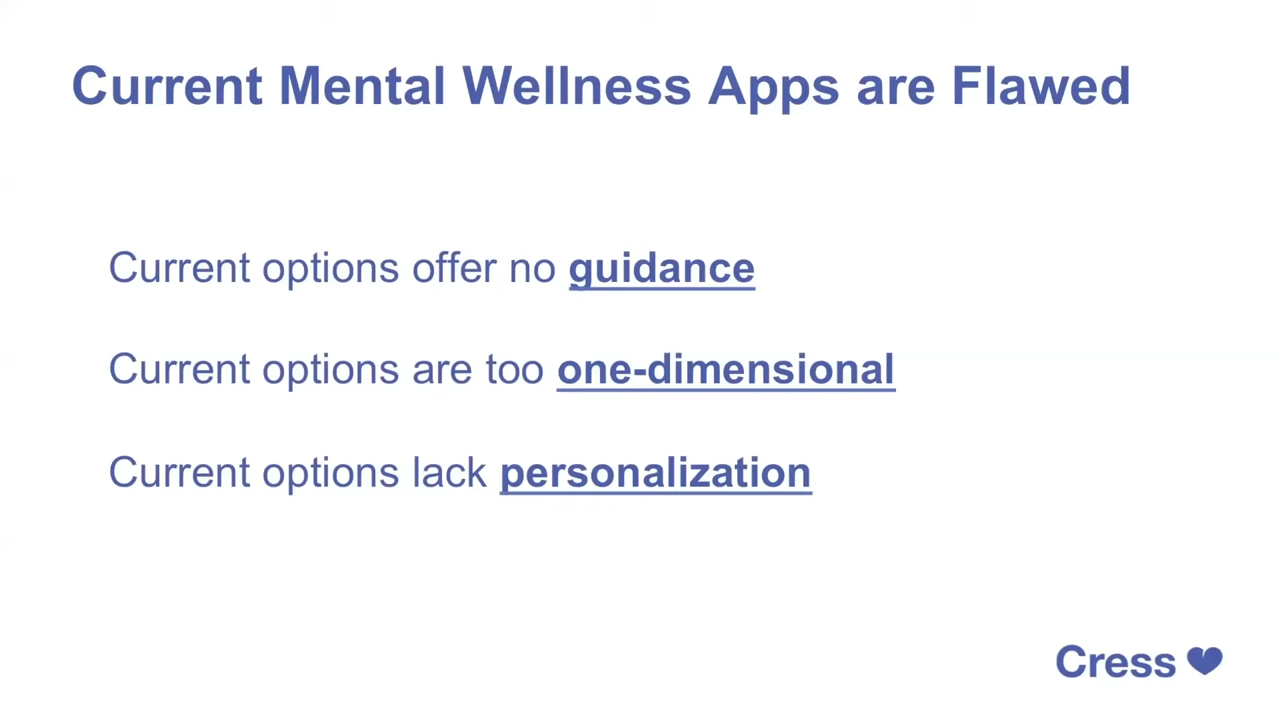 Current Mental Wellness Apps are Flawed
Current options offer no guidance
Current options are too one-dimensional
Current options lack personalization
Cress